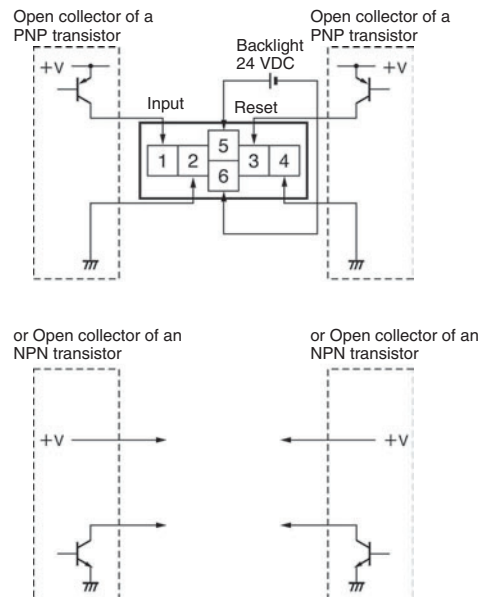 Open collector of a
PNP transistor
Open collector of a
PNP transistor
Backlight
24 VDC
+V
+V
Input
Reset
5
1 2 3 4
6
or Open collector of an
NPN transistor
or Open collector of an
NPN transistor
+V
+V